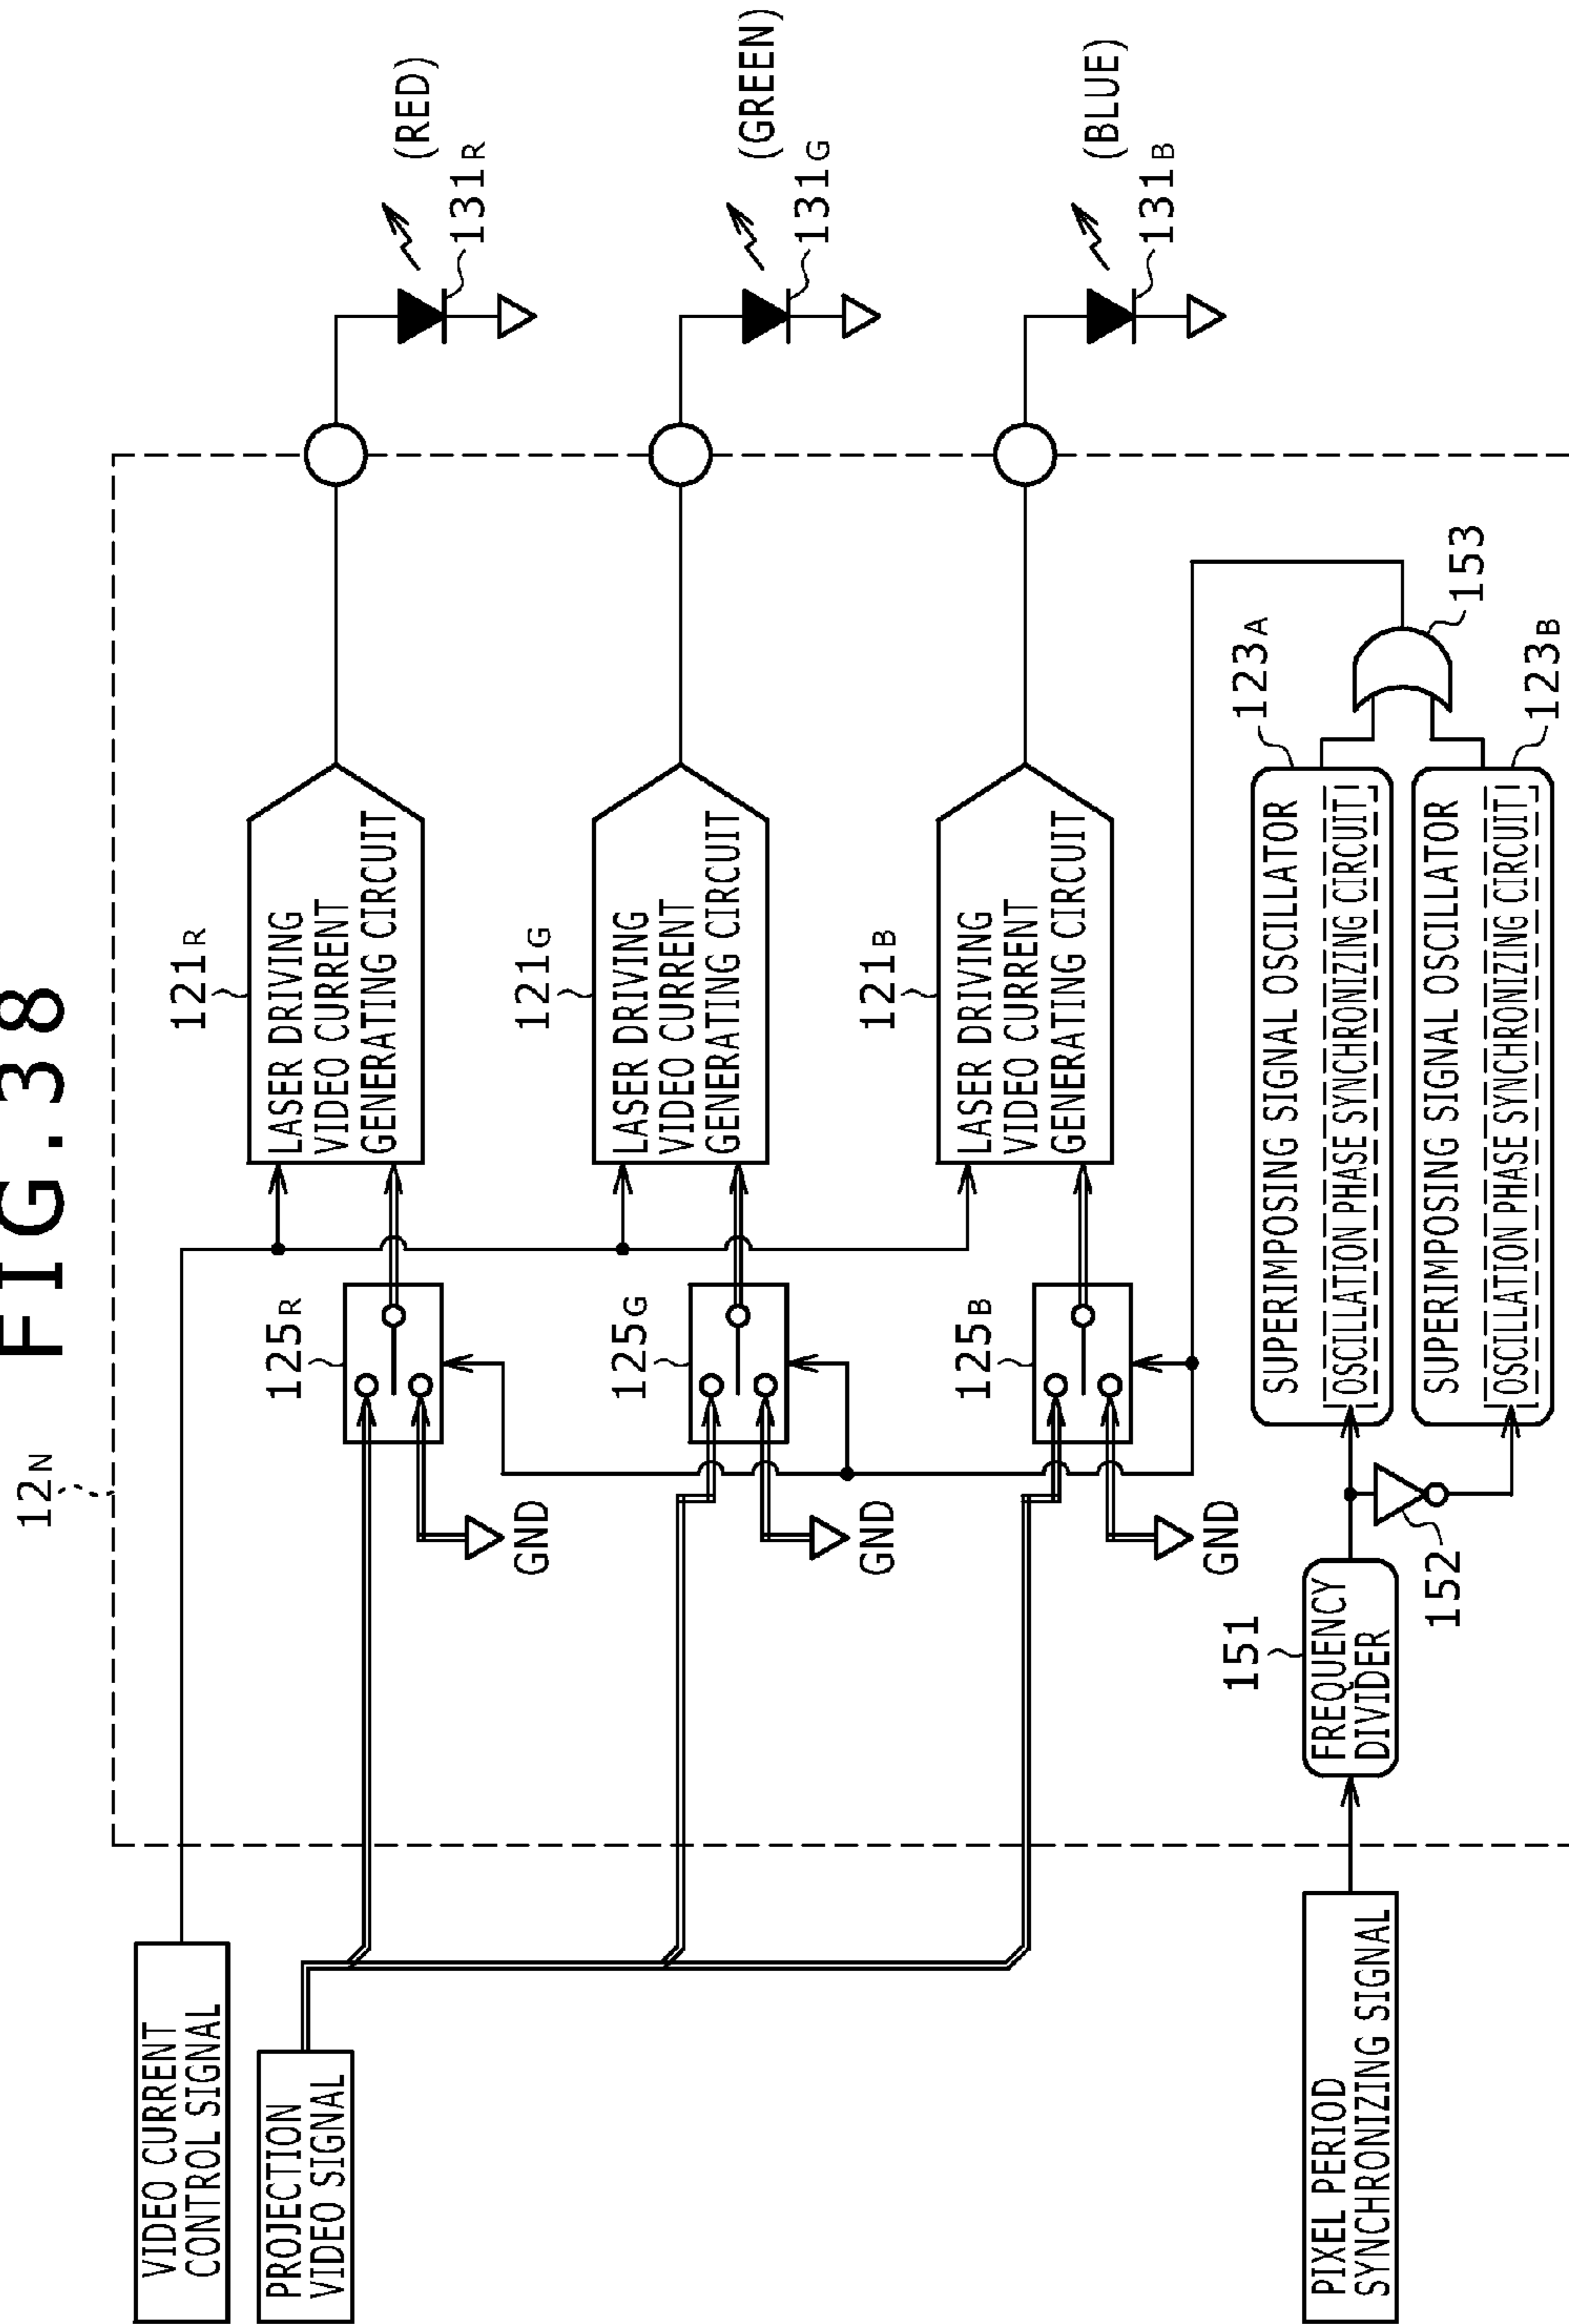 FIG.38
12N
VIDEO CURRENT
CONTROL SIGNAL
PROJECTION
VIDEO SIGNAL
PIXEL PERIOD
SYNCHRONIZING SIGNAL
125R
GND
125G
GND
125B
GND
121R
LASER DRIVING
VIDEO CURRENT
GENERATING CIRCUIT
121G
LASER DRIVING
VIDEO CURRENT
GENERATING CIRCUIT
121B
LASER DRIVING
VIDEO CURRENT
GENERATING CIRCUIT
(RED)
131R
(GREEN)
131G
(BLUE)
131B
151
FREQUENCY
DIVIDER
152
123A
SUPERIMPOSING SIGNAL OSCILLATOR
OSCILLATION PHASE SYNCHRONIZING CIRCUIT
SUPERIMPOSING SIGNAL OSCILLATOR
OSCILLATION PHASE SYNCHRONIZING CIRCUIT
123B
153